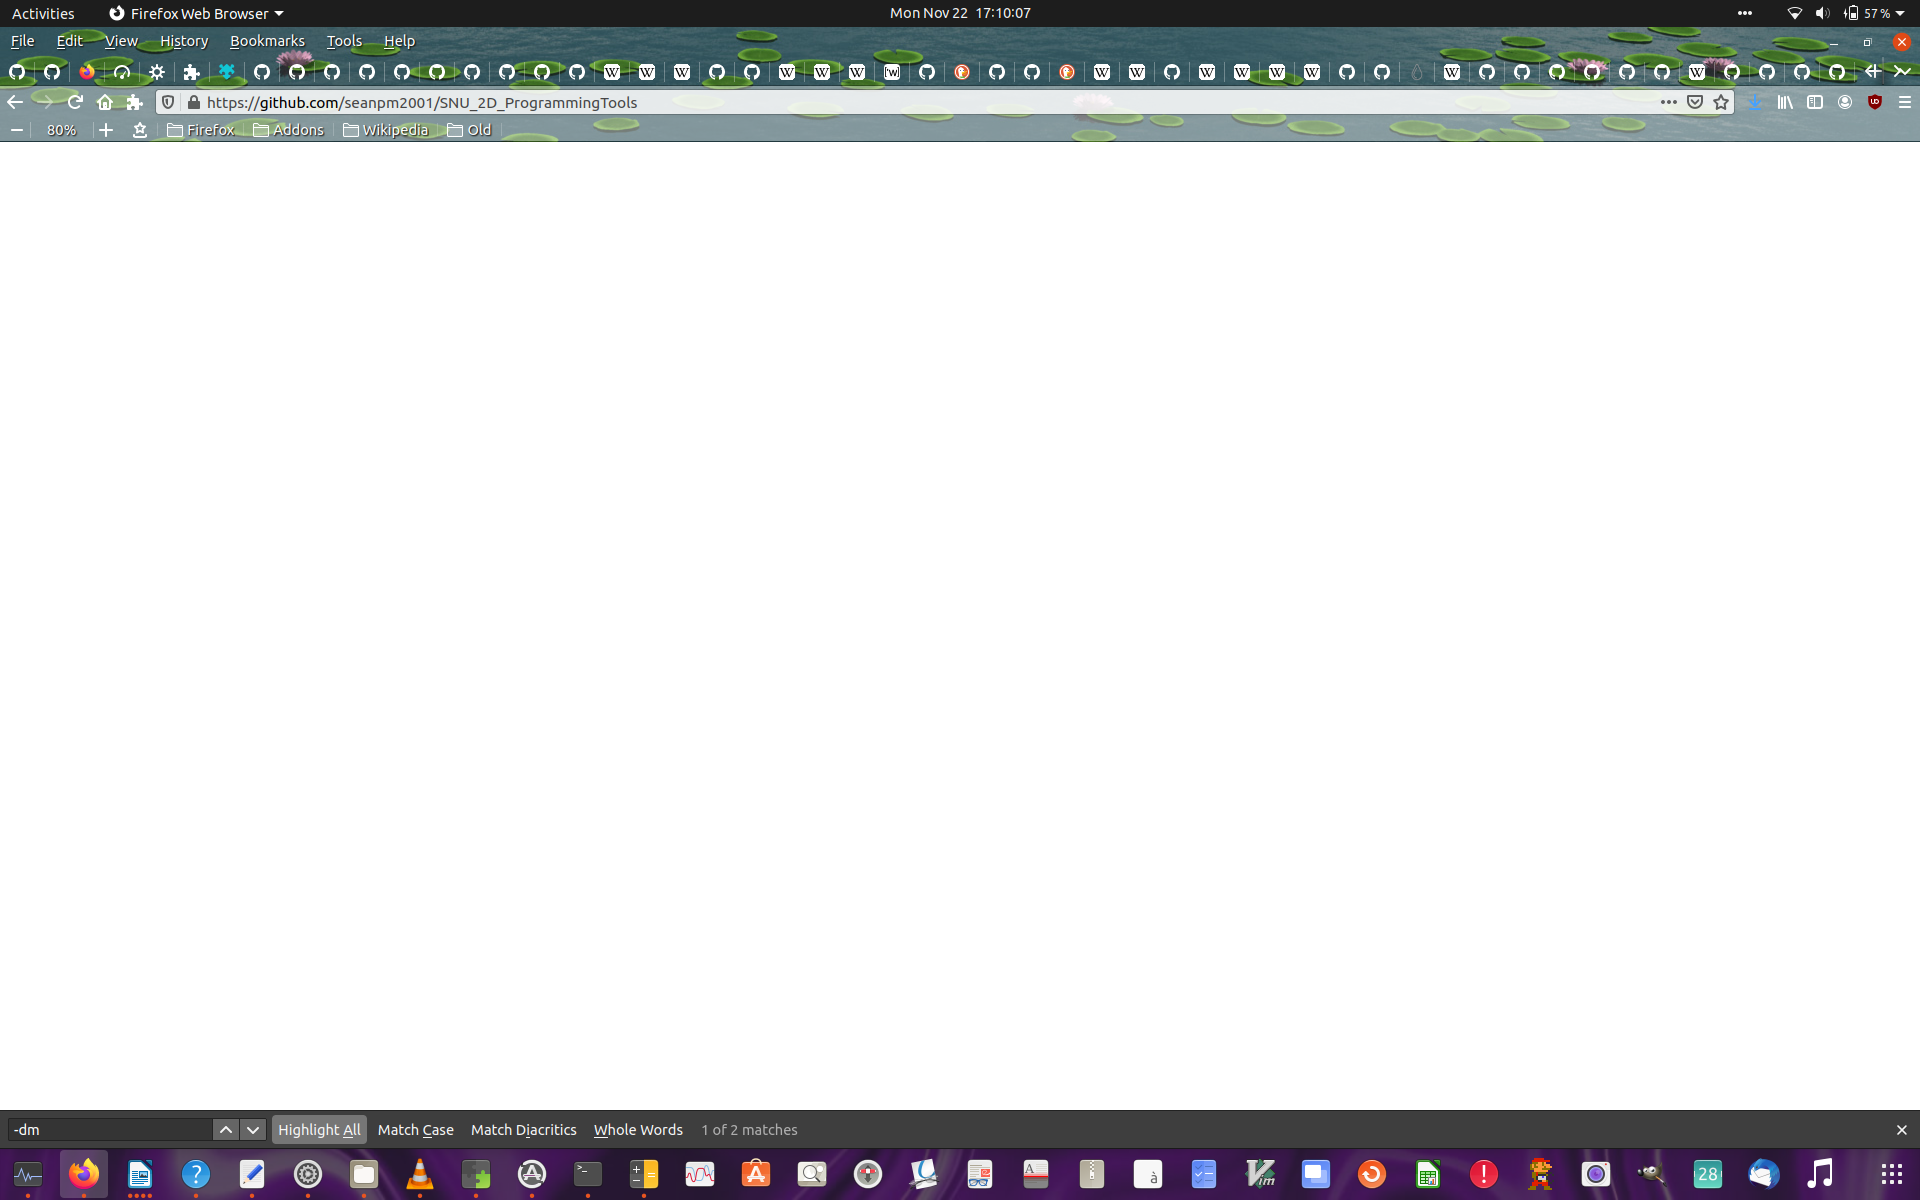 Activities Firefox Web Browser Mon Nov 22 17:10:07 57 %
File Edit View History Bookmarks Tools Help
https://github.com/seanpm2001/SNU_2D_ProgrammingTools
80% Firefox Addons Wikipedia Old
-dm Highlight All Match Case Match Diacritics Whole Words 1 of 2 matches
28